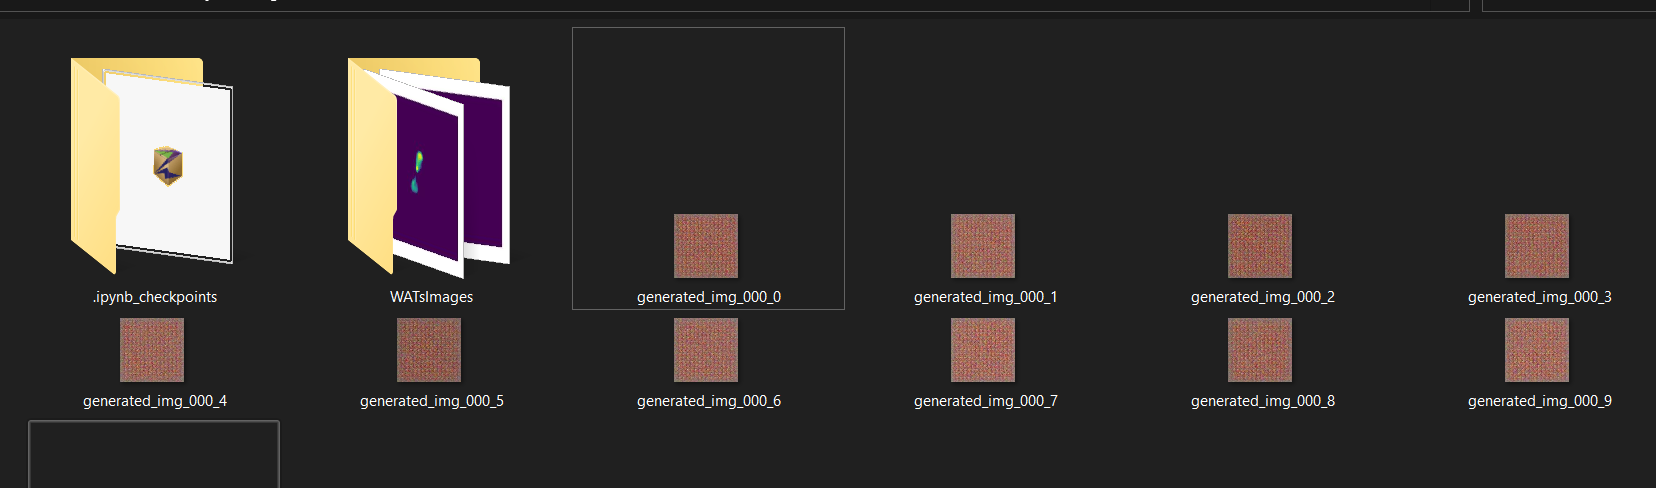 .ipynb_checkpoints
WATsImages
generated_img_000_0
generated_img_000_1
generated_img_000_2
generated_img_000_3
generated_img_000_4
generated_img_000_5
generated_img_000_6
generated_img_000_7
generated_img_000_8
generated_img_000_9